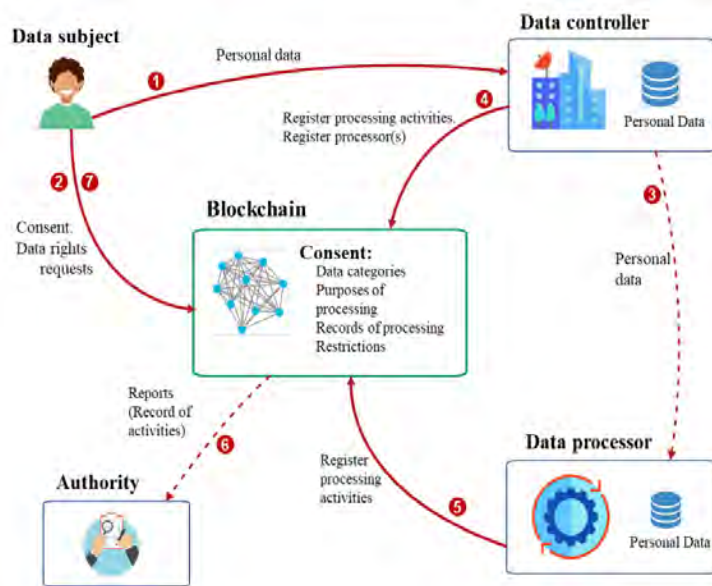 Data subject
Data controller
1
Personal data
4
Register processing activities.
Register processor(s)
Personal Data
2
7
3
Consent.
Data rights
requests
Blockchain
Consent:
Data categories
Purposes of
processing
Records of processing
Restrictions
Personal
data
Reports
(Record of
activities)
6
Authority
Register
processing
activities
5
Data processor
Personal Data